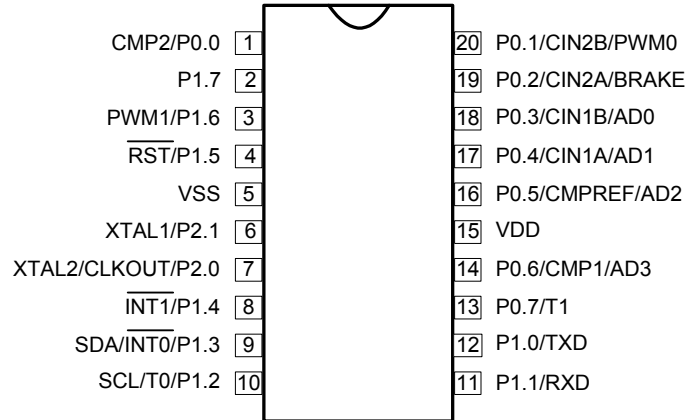 CMP2/P0.0 1 20 P0.1/CIN2B/PWM0
P1.7 2 19 P0.2/CIN2A/BRAKE
PWM1/P1.6 3 18 P0.3/CIN1B/AD0
RST/P1.5 4 17 P0.4/CIN1A/AD1
VSS 5 16 P0.5/CMPREF/AD2
XTAL1/P2.1 6 15 VDD
XTAL2/CLKOUT/P2.0 7 14 P0.6/CMP1/AD3
INT1/P1.4 8 13 P0.7/T1
SDA/INT0/P1.3 9 12 P1.0/TXD
SCL/T0/P1.2 10 11 P1.1/RXD